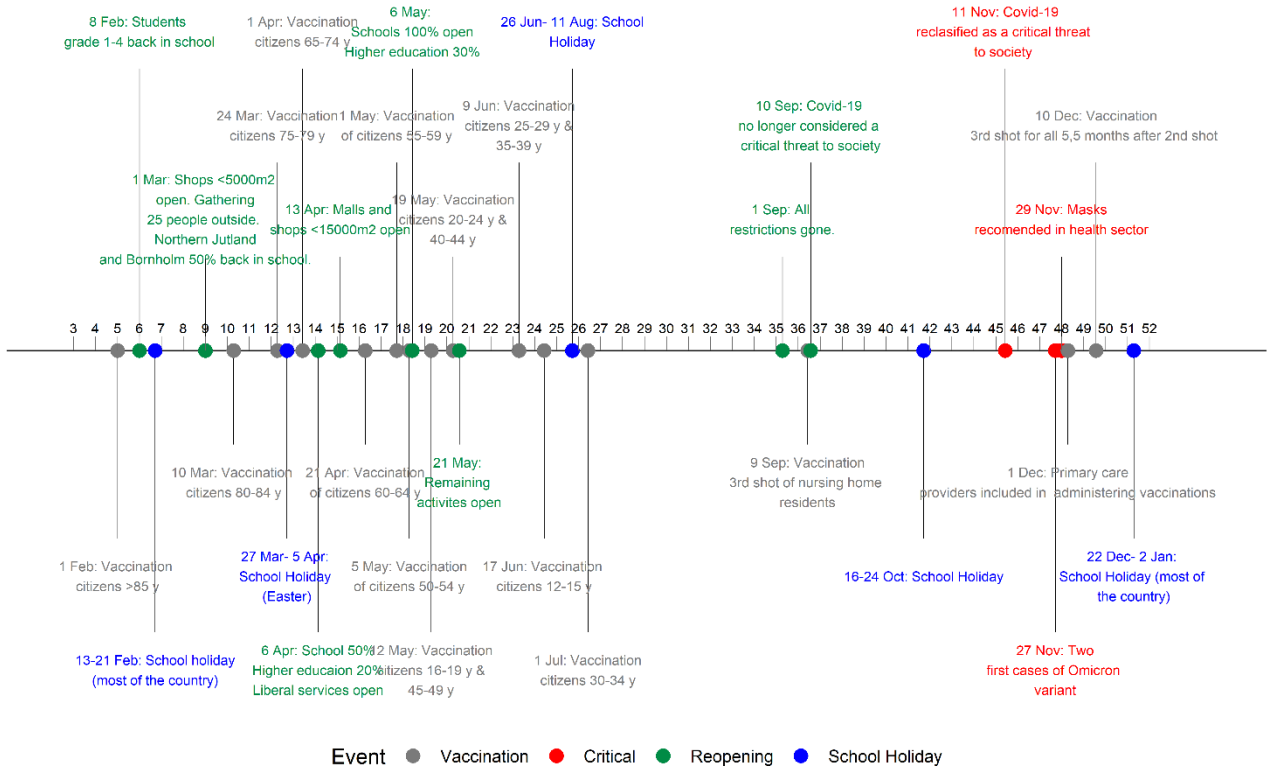 8 Feb: Students
grade 1-4 back in school
1 Apr: Vaccination
citizens 65-74 y
6 May:
Schools 100% open
Higher education 30%
26 Jun- 11 Aug: School
Holiday
11 Nov: Covid-19
reclassified as a critical threat
to society
24 Mar: Vaccination
citizens 75-79 y
1 May: Vaccination
of citizens 55-59 y
9 Jun: Vaccination
citizens 25-29 y &
35-39 y
10 Sep: Covid-19
no longer considered a
critical threat to society
10 Dec: Vaccination
3rd shot for all 5,5 months after 2nd shot
1 Mar: Shops <5000m2
open. Gathering
25 people outside.
Northern Jutland
and Bornholm 50% back in school.
13 Apr: Malls and
shops <15000m2 open
19 May: Vaccination
citizens 20-24 y &
40-44 y
1 Sep: All
restrictions gone.
29 Nov: Masks
recomended in health sector
3 4 5 6 7 8 9 10 11 12 13 14 15 16 17 18 19 20 21 22 23 24 25 26 27 28 29 30 31 32 33 34 35 36 37 38 39 40 41 42 43 44 45 46 47 48 49 50 51 52
10 Mar: Vaccination
citizens 80-84 y
21 Apr: Vaccination
of citizens 60-64 y
21 May:
Remaining
activites open
9 Sep: Vaccination
3rd shot of nursing home
residents
1 Dec: Primary care
providers included in administering vaccinations
1 Feb: Vaccination
citizens >85 y
27 Mar- 5 Apr:
School Holiday
(Easter)
5 May: Vaccination
of citizens 50-54 y
17 Jun: Vaccination
citizens 12-15 y
16-24 Oct: School Holiday
22 Dec- 2 Jan:
School Holiday (most of
the country)
13-21 Feb: School holiday
(most of the country)
6 Apr: School 50%
Higher educaion 20%
Liberal services open
12 May: Vaccination
citizens 16-19 y &
45-49 y
1 Jul: Vaccination
citizens 30-34 y
27 Nov: Two
first cases of Omicron
variant
Event Vaccination Critical Reopening School Holiday